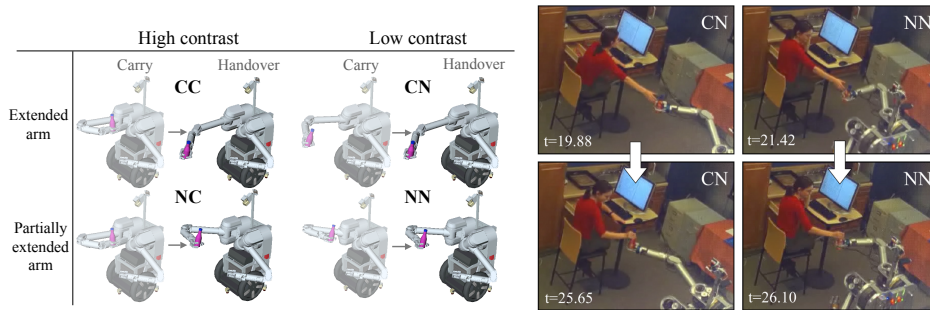 High contrast Low contrast
Carry Handover Carry Handover
CC CN
Extended
arm
NC NN
Partially
extended
arm
CN NN
t=19.88 t=21.42
CN NN
t=25.65 t=26.10